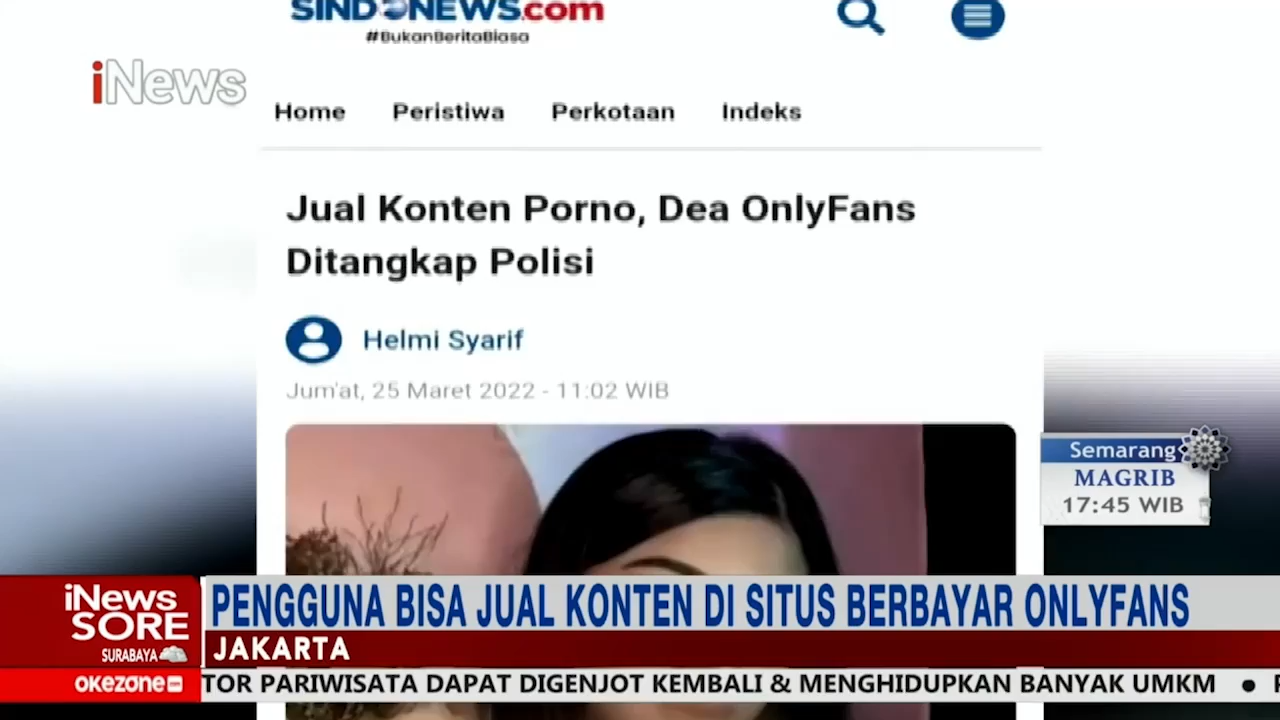 SINDONEWS.com
#BukanBeritaBiasa
iNews
Home Peristiwa Perkotaan Indeks
Jual Konten Porno, Dea OnlyFans
Ditangkap Polisi
Helmi Syarif
Jum'at, 25 Maret 2022 - 11:02 WIB
Semarang
MAGRIB
17:45 WIB
iNews
SORE
SURABAYA
PENGGUNA BISA JUAL KONTEN DI SITUS BERBAYAR ONLYFANS
JAKARTA
okezone
TOR PARIWISATA DAPAT DIGENJOT KEMBALI & MENGHIDUPKAN BANYAK UMKM •